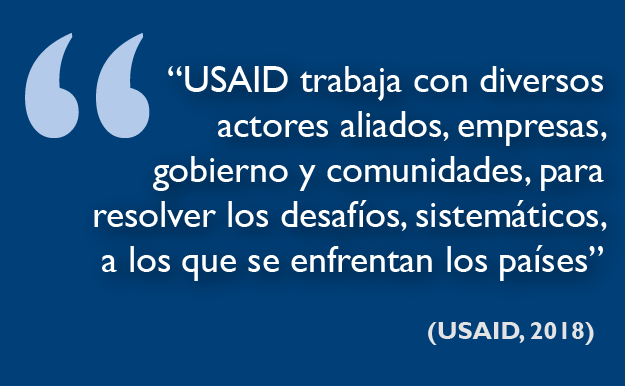 “USAID trabaja con diversos
actores aliados, empresas,
gobierno y comunidades, para
resolver los desafíos, sistemáticos,
a los que se enfrentan los países”
(USAID, 2018)